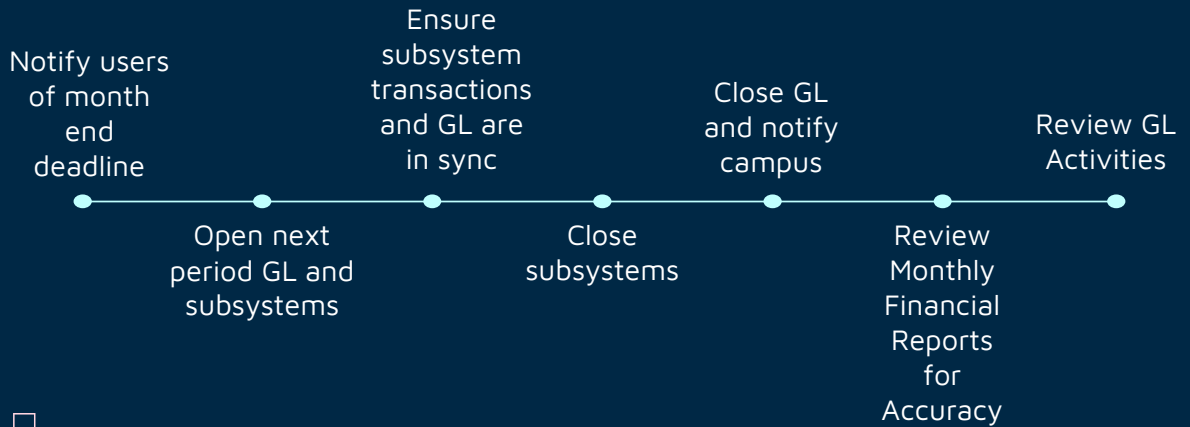 Notify users
of month
end
deadline
Open next
period GL and
subsystems
Ensure
subsystem
transactions
and GL are
in sync
Close
subsystems
Close GL
and notify
campus
Review
Monthly
Financial
Reports
for
Accuracy
Review GL
Activities